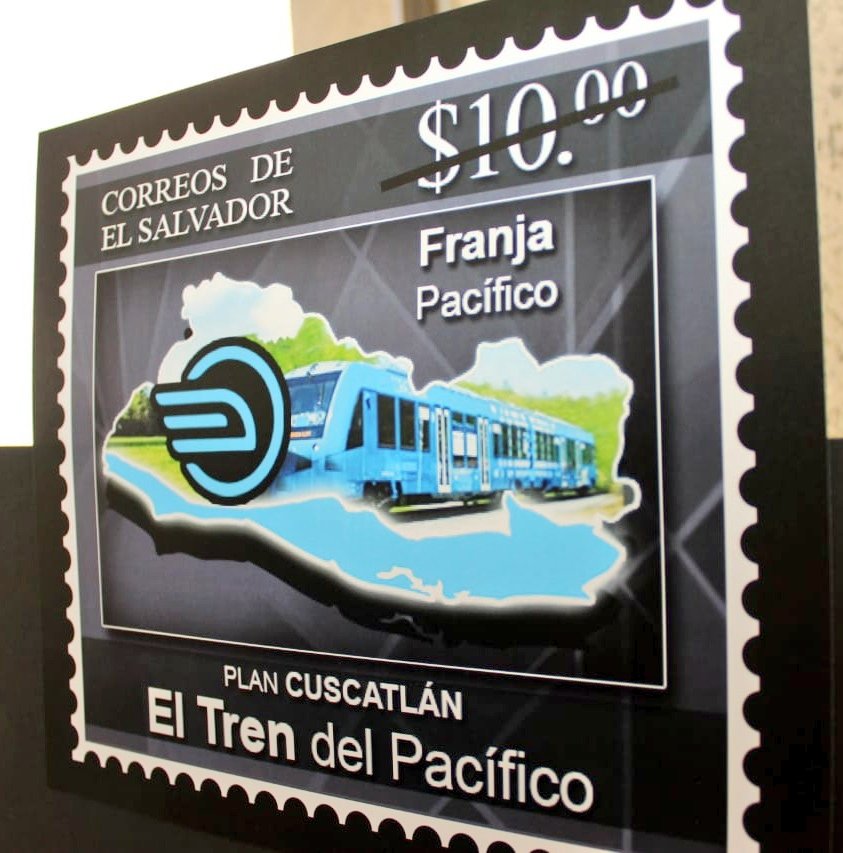 CORREOS DE
EL SALVADOR
$10.00
Franja
Pacífico
PLAN CUSCATLÁN
El Tren del Pacífico